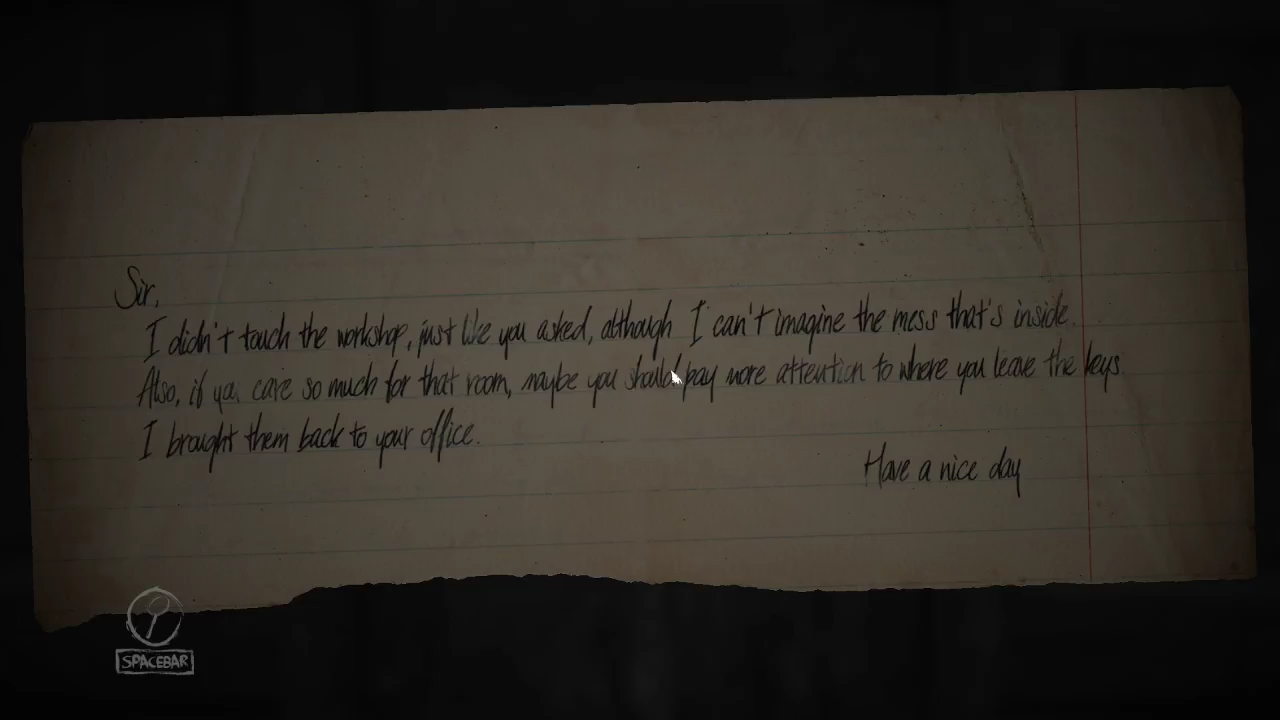 Sir,
I didn't touch the workshop, just like you asked, although I can't imagine the mess that's inside.
Also, if you care so much for that room, maybe you should pay more attention to where you leave the keys.
I brought them back to your office.
Have a nice day
SPACEBAR